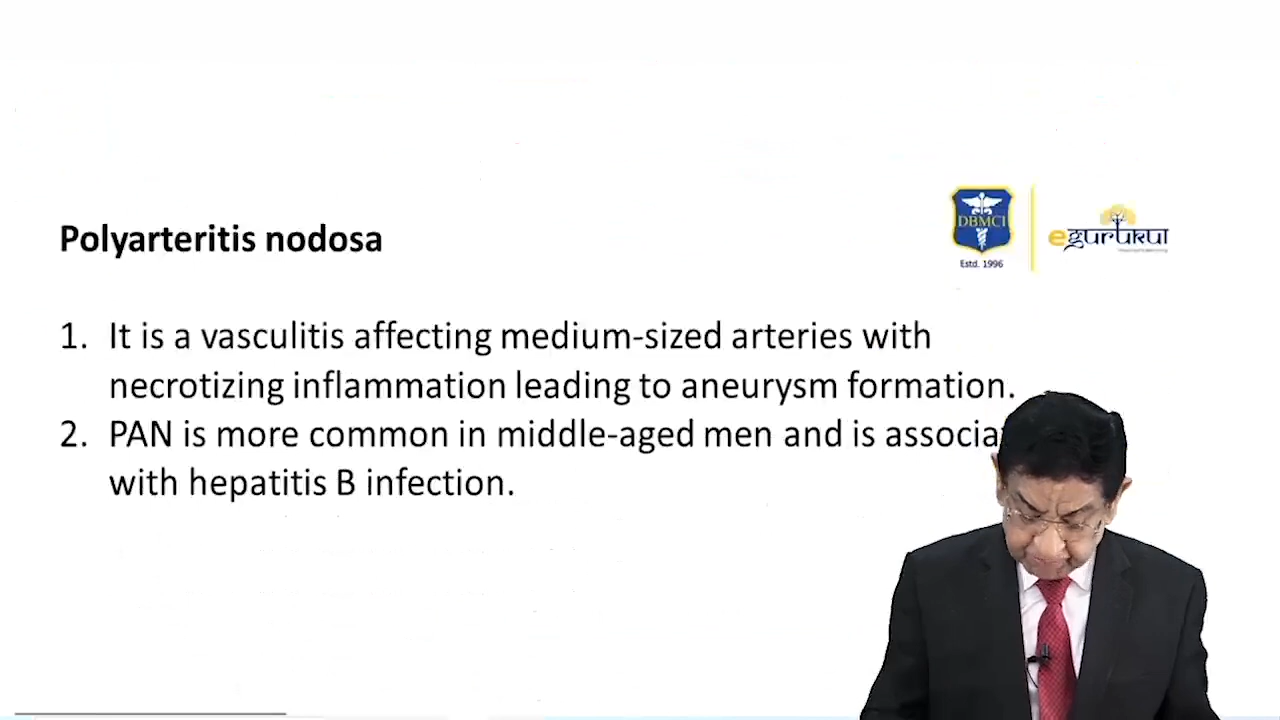 Polyarteritis nodosa
DBMCI
Estd. 1996
egurukul
1. It is a vasculitis affecting medium-sized arteries with
necrotizing inflammation leading to aneurysm formation.
2. PAN is more common in middle-aged men and is
with hepatitis B infection.